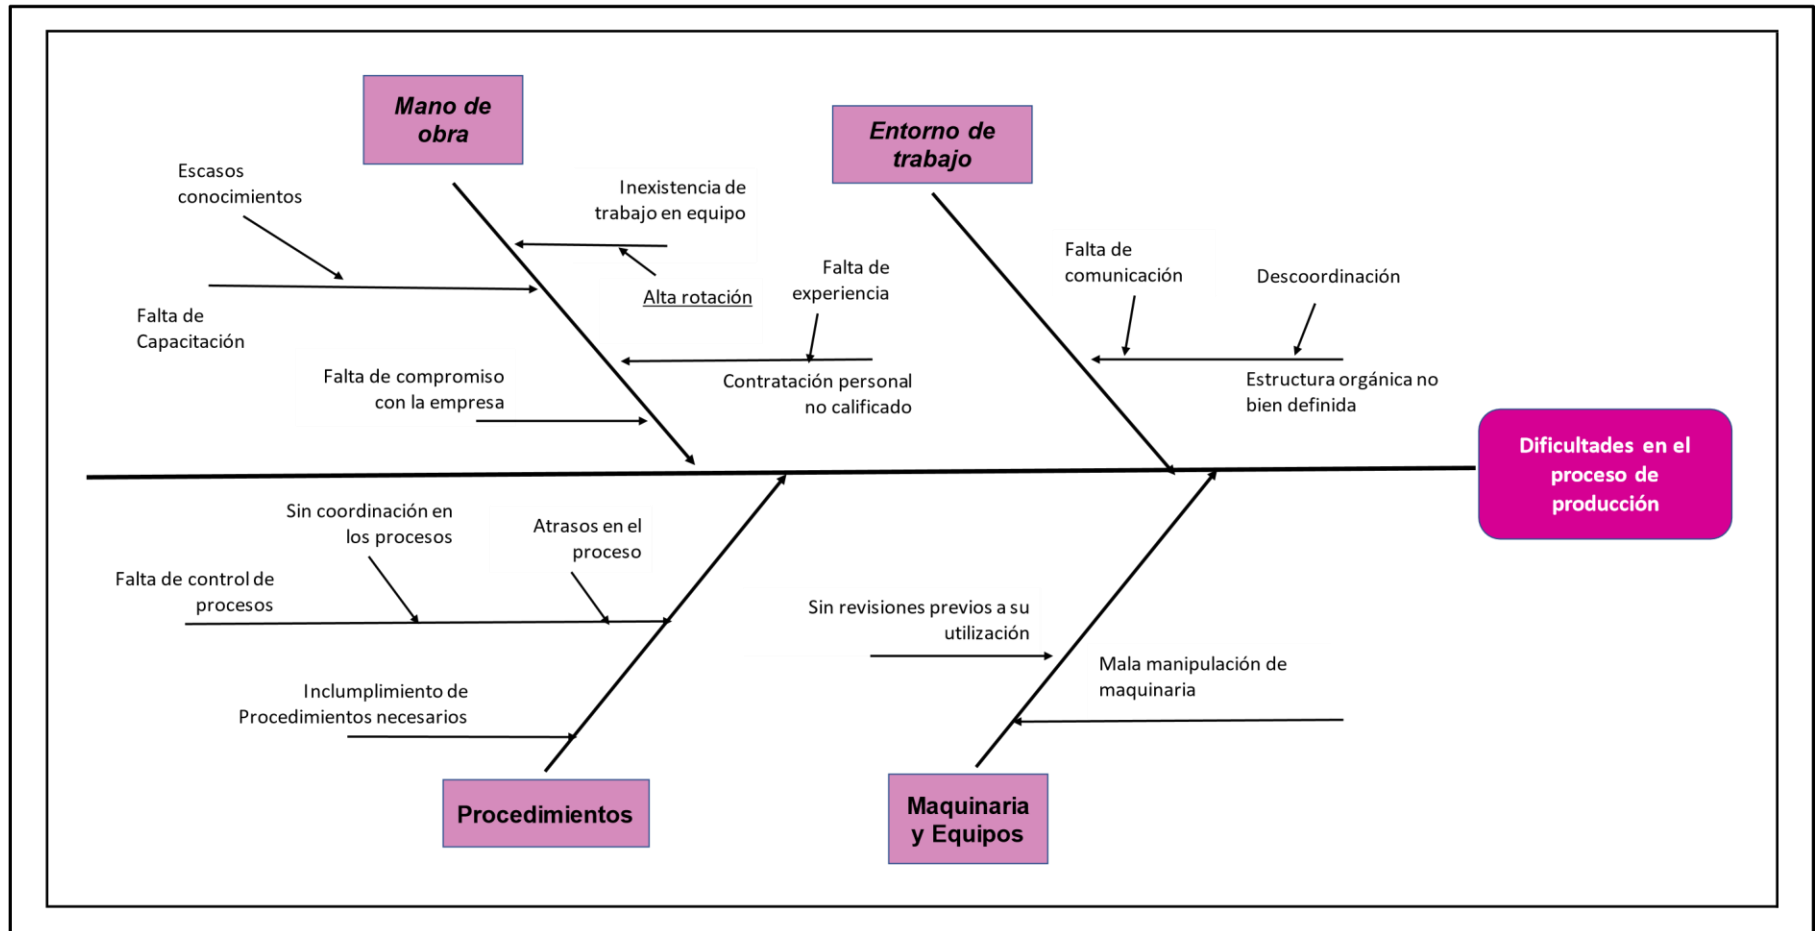 Mano de
obra
Entorno de
trabajo
Escasos
conocimientos
Inexistencia de
trabajo en equipo
Alta rotación
Falta de
experiencia
Falta de
comunicación
Descoordinación
Falta de
Capacitación
Falta de compromiso
con la empresa
Contratación personal
no calificado
Estructura orgánica no
bien definida
Dificultades en el
proceso de
producción
Sin coordinación en
los procesos
Atrasos en el
proceso
Falta de control de
procesos
Sin revisiones previos a su
utilización
Mala manipulación de
maquinaria
Inclumplimiento de
Procedimientos necesarios
Procedimientos
Maquinaria
y Equipos